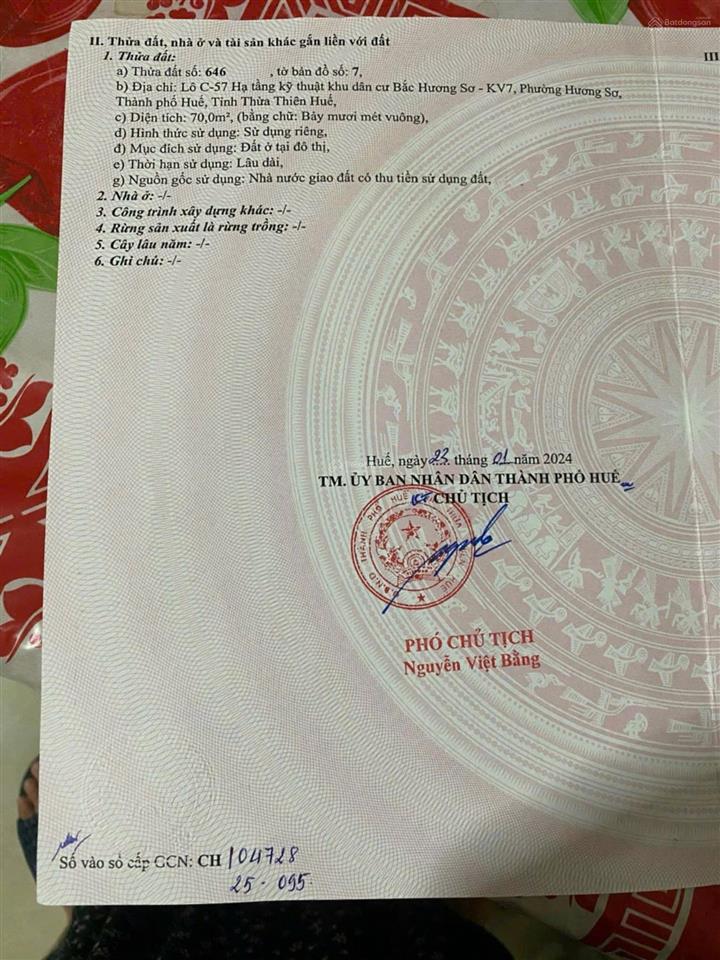 Batdongsan
II. Thửa đất, nhà ở và tài sản khác gắn liền với đất
III
1. Thửa đất:
a) Thửa đất số: 646 , tờ bản đồ số: 7,
b) Địa chỉ: Lô C-57 Hạ tầng kỹ thuật khu dân cư Bắc Hương Sơ - KV7, Phường Hương Sơ,
Thành phố Huế, Tỉnh Thừa Thiên Huế,
c) Diện tích: 70,0m², (bằng chữ: Bảy mươi mét vuông),
d) Hình thức sử dụng: Sử dụng riêng,
đ) Mục đích sử dụng: Đất ở tại đô thị,
e) Thời hạn sử dụng: Lâu dài,
g) Nguồn gốc sử dụng: Nhà nước giao đất có thu tiền sử dụng đất,
2. Nhà ở: -/-
3. Công trình xây dựng khác: -/-
4. Rừng sản xuất là rừng trồng: -/-
5. Cây lâu năm: -/-
6. Ghi chú: -/-
Huế, ngày 23 tháng 01 năm 2024
TM. ỦY BAN NHÂN DÂN THÀNH PHỐ HUẾ
KT CHỦ TỊCH
U.B.N.D THÀNH PHỐ HUẾ
PHÓ CHỦ TỊCH
Nguyễn Việt Bằng
Số vào sổ cấp GCN: CH 104728
25 - 095